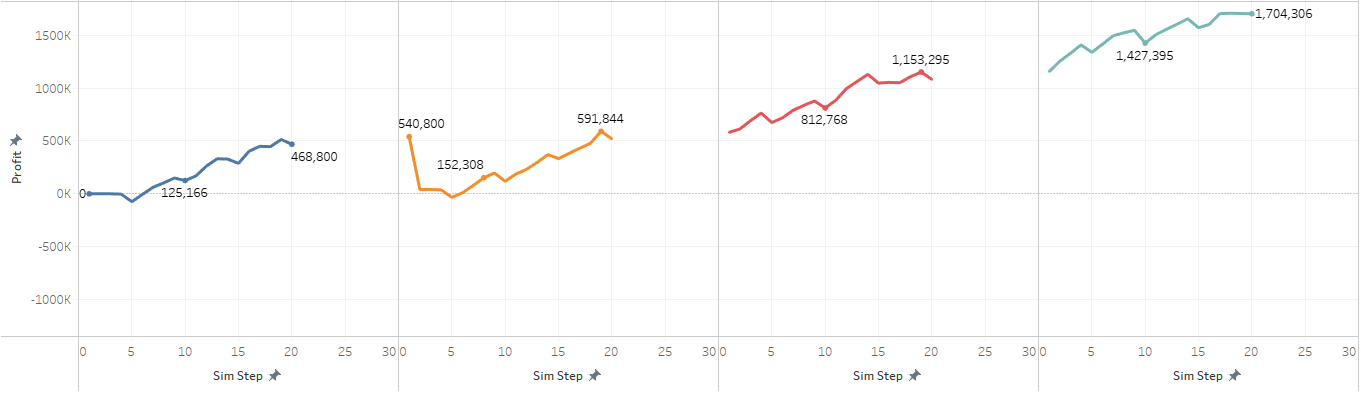 1,704,306
1500K
1,427,395
1,153,295
1000K
812,768
540,800
591,844
500K
152,308
468,800
0K
0
125,166
-500K
-1000K
Profit
0 5 10 15 20 25 30
0 5 10 15 20 25 30
0 5 10 15 20 25 30
0 5 10 15 20 25 30
Sim Step
Sim Step
Sim Step
Sim Step